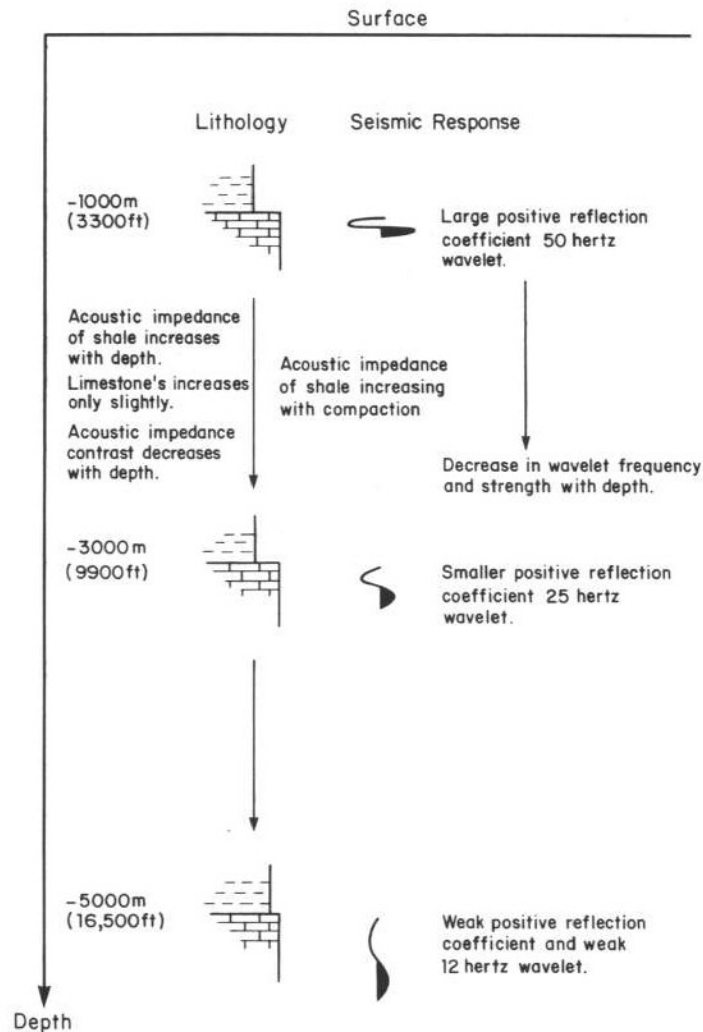 Surface
Lithology
Seismic Response
-1000m
(3300ft)
Large positive reflection
coefficient 50 hertz
wavelet.
Acoustic impedance
of shale increases
with depth.
Limestone's increases
only slightly.
Acoustic impedance
contrast decreases
with depth.
Acoustic impedance
of shale increasing
with compaction
Decrease in wavelet frequency
and strength with depth.
-3000m
(9900ft)
Smaller positive reflection
coefficient 25 hertz
wavelet.
-5000m
(16,500ft)
Weak positive reflection
coefficient and weak
12 hertz wavelet.
Depth